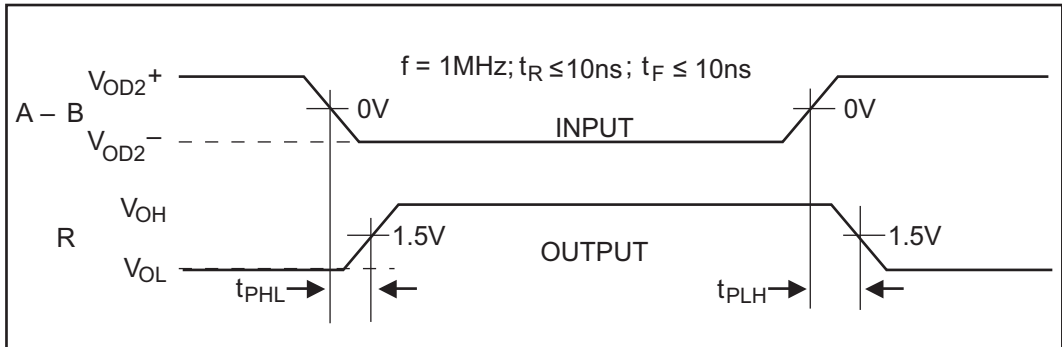 f = 1MHz; tR ≤ 10ns; tF ≤ 10ns
VOD2+
A – B
0V
0V
INPUT
VOD2–
VOH
R
1.5V
1.5V
OUTPUT
VOL
tPHL
tPLH